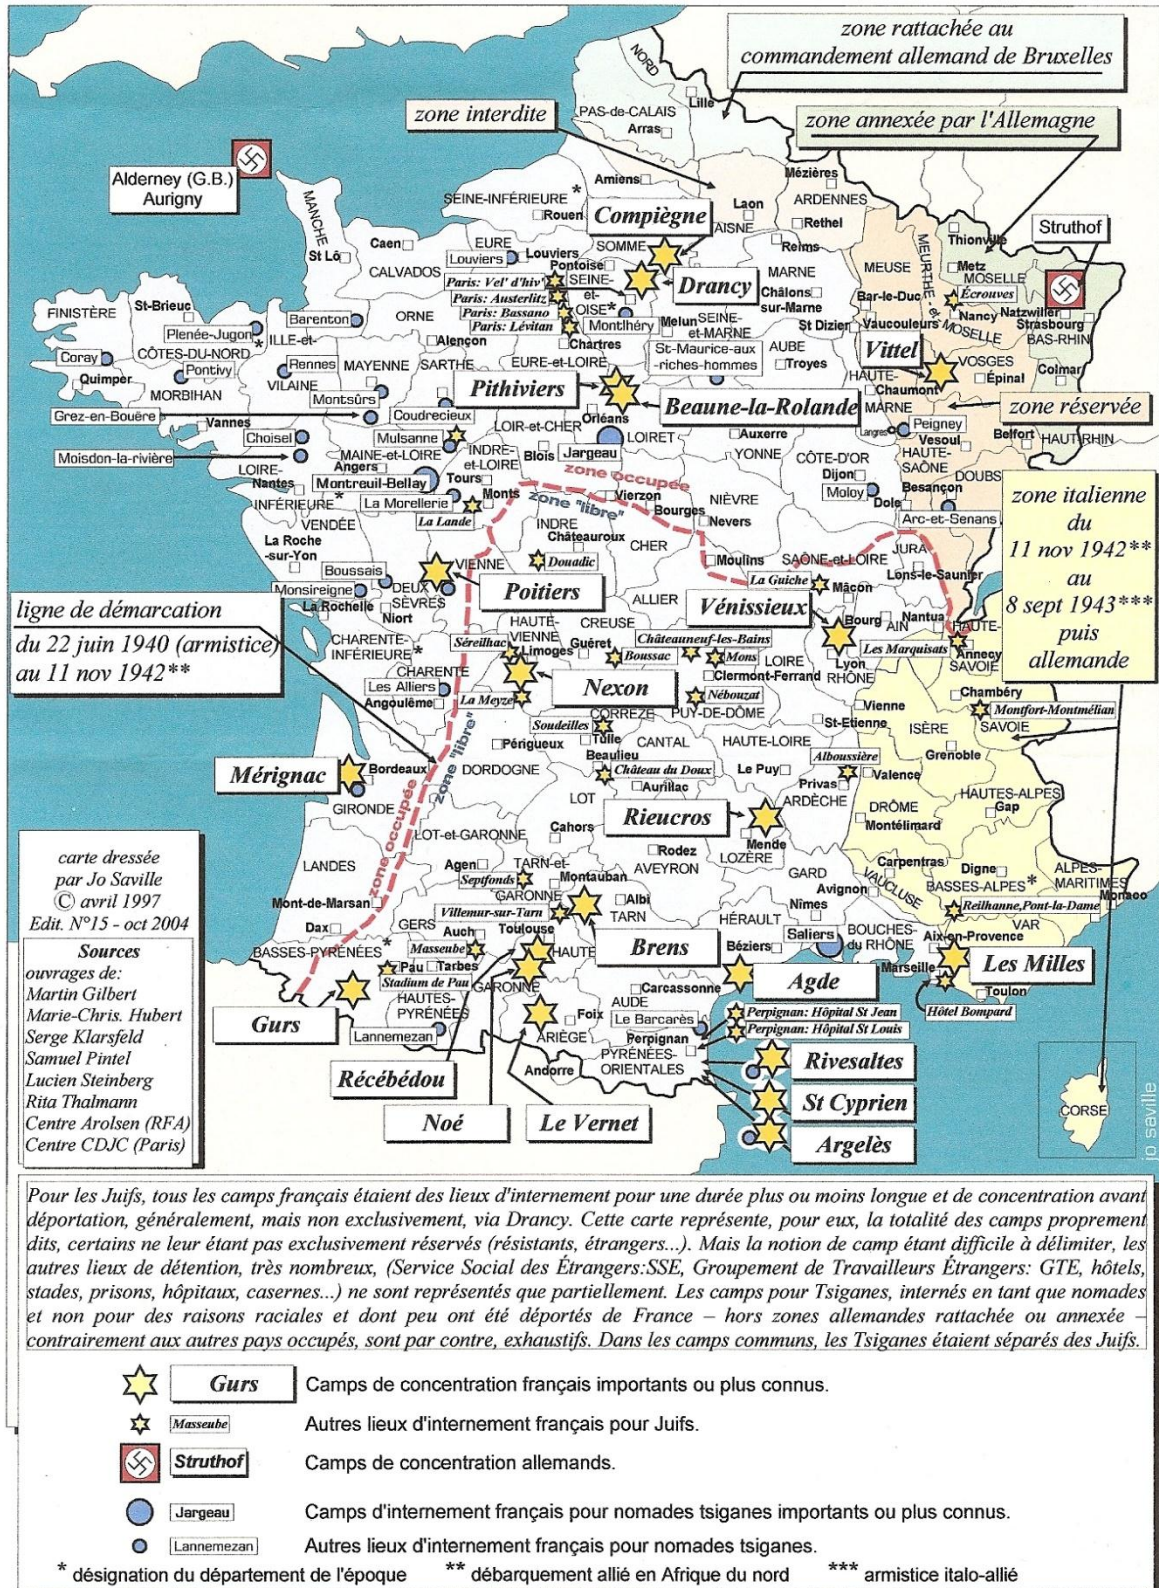 zone rattachée au
commandement allemand de Bruxelles
zone interdite
zone annexée par l'Allemagne
NORD
Lille
PAS-de-CALAIS
Arras
Alderney (G.B.)
Aurigny
Amiens
Mézières
ARDENNES
SEINE-INFÉRIEURE *
Rouen
Compiègne
Laon
AISNE
Rethel
Reims
Thionville
Struthof
MANCHE
St Lô
Caen
CALVADOS
EURE
Louviers
Louviers
SOMME
Pontoise
SEINE-
et-
OISE *
Drancy
MARNE
Châlons
sur-Marne
MEUSE
MEURTHE-et-
MOSELLE
Metz
MOSELLE
Écrouves
Nancy
Natzwiller
Strasbourg
BAS-RHIN
Paris: Vel' d'hiv'
Paris: Austerlitz
Paris: Bassano
Paris: Lévitan
Bar-le-Duc
Vaucouleurs
FINISTÈRE
St-Brieuc
Plenée-Jugon
*
Barenton
ORNE
Alençon
Chartres
Montlhéry
Melun
SEINE-
et-MARNE
St Dizier
Coray
CÔTES-DU-NORD
ILLE-et-
Rennes
VILAINE
MAYENNE
SARTHE
EURE-et-LOIRE
St-Maurice-aux
-riches-hommes
AUBE
Troyes
Vittel
VOSGES
Épinal
Colmar
Quimper
Pontivy
MORBIHAN
Montsûrs
Pithiviers
HAUTE-
MARNE
Chaumont
Grez-en-Bouère
Vannes
Coudrecieux
Orléans
Beaune-la-Rolande
zone réservée
Choisel
Mulsanne
LOIR-et-CHER
LOIRET
Auxerre
Langres
Peigney
Vesoul
Belfort
HAUT-RHIN
Moisdon-la-rivière
MAINE-et-LOIRE
Angers
INDRE-
et-LOIRE
Blois
Jargeau
YONNE
CÔTE-D'OR
HAUTE-
SAÔNE
LOIRE-
INFÉRIEURE *
Nantes
Montreuil-Bellay
Tours
zone occupée
Dijon
Moloy
Besançon
DOUBS
La Morellerie
Monts
zone "libre"
Vierzon
Bourges
NIÈVRE
Nevers
Dole
Arc-et-Senans
zone italienne
du
11 nov 1942**
au
8 sept 1943***
puis
allemande
VENDÉE
La Lande
INDRE
Châteauroux
CHER
La Roche
-sur-Yon
Boussais
VIENNE
Douadic
Moulins
SAÔNE-et-LOIRE
JURA
Lons-le-Saunier
Monsireigne
DEUX
SÈVRES
Poitiers
ALLIER
La Guiche
Mâcon
La Rochelle
Niort
Vénissieux
Bourg
AIN
Nantua
HAUTE-
SAVOIE
ligne de démarcation
du 22 juin 1940 (armistice)
au 11 nov 1942**
HAUTE-
VIENNE
CREUSE
Châteauneuf-les-Bains
CHARENTE-
INFÉRIEURE *
Séreilhac
Limoges
Guéret
Boussac
Mons
LOIRE
Lyon
RHÔNE
Les Marquisats
Annecy
CHARENTE
Les Alliers
Angoulême
Nexon
Clermont-Ferrand
Chambéry
La Meyze
Nébouzat
PUY-DE-DÔME
Vienne
Montfort-Montmélian
SAVOIE
CORREZE
Soudeilles
Tulle
St-Etienne
ISÈRE
zone "libre"
Périgueux
CANTAL
HAUTE-LOIRE
Grenoble
Mérignac
Bordeaux
DORDOGNE
Beaulieu
Château du Doux
Le Puy
Alboussière
Valence
GIRONDE
Aurillac
Privas
HAUTES-ALPES
Gap
LOT
Rieucros
ARDÈCHE
DRÔME
Montélimard
zone occupée
LOT-et-GARONNE
Cahors
Mende
LOZÈRE
carte dressée
par Jo Saville
© avril 1997
Edit. N°15 - oct 2004
LANDES
Agen
TARN-et-
GARONNE
Rodez
AVEYRON
GARD
Carpentras
VAUCLUSE
Digne
BASSES-ALPES *
ALPES-
MARITIMES
Septfonds
Montauban
Avignon
Monaco
Mont-de-Marsan
Villemur-sur-Tarn
Albi
TARN
Nîmes
Reilhanne,Pont-la-Dame
Dax
GERS
Auch
Toulouse
HÉRAULT
VAR
BASSES-PYRÉNÉES *
Masseube
HAUTE
GARONNE
Brens
Béziers
Saliers
BOUCHES-
du RHÔNE
Aix-en-Provence
Pau
Tarbes
Marseille
Les Milles
Stadium de Pau
Carcassonne
Agde
Toulon
Gurs
HAUTES-
PYRÉNÉES
AUDE
Hôtel Bompard
Lannemezan
Foix
ARIÈGE
Le Barcarès
Perpignan: Hôpital St Jean
Perpignan: Hôpital St Louis
Perpignan
PYRÉNÉES-
ORIENTALES
Récébédou
Andorre
Rivesaltes
Noé
Le Vernet
St Cyprien
Argelès
CORSE
jo saville
Sources
ouvrages de:
Martin Gilbert
Marie-Chris. Hubert
Serge Klarsfeld
Samuel Pintel
Lucien Steinberg
Rita Thalmann
Centre Arolsen (RFA)
Centre CDJC (Paris)
Pour les Juifs, tous les camps français étaient des lieux d'internement pour une durée plus ou moins longue et de concentration avant
déportation, généralement, mais non exclusivement, via Drancy. Cette carte représente, pour eux, la totalité des camps proprement
dits, certains ne leur étant pas exclusivement réservés (résistants, étrangers...). Mais la notion de camp étant difficile à délimiter, les
autres lieux de détention, très nombreux, (Service Social des Étrangers:SSE, Groupement de Travailleurs Étrangers: GTE, hôtels,
stades, prisons, hôpitaux, casernes...) ne sont représentés que partiellement. Les camps pour Tsiganes, internés en tant que nomades
et non pour des raisons raciales et dont peu ont été déportés de France – hors zones allemandes rattachée ou annexée –
contrairement aux autres pays occupés, sont par contre, exhaustifs. Dans les camps communs, les Tsiganes étaient séparés des Juifs.
Gurs
Camps de concentration français importants ou plus connus.
Masseube
Autres lieux d'internement français pour Juifs.
Struthof
Camps de concentration allemands.
Jargeau
Camps d'internement français pour nomades tsiganes importants ou plus connus.
Lannemezan
Autres lieux d'internement français pour nomades tsiganes.
* désignation du département de l'époque
** débarquement allié en Afrique du nord
*** armistice italo-allié